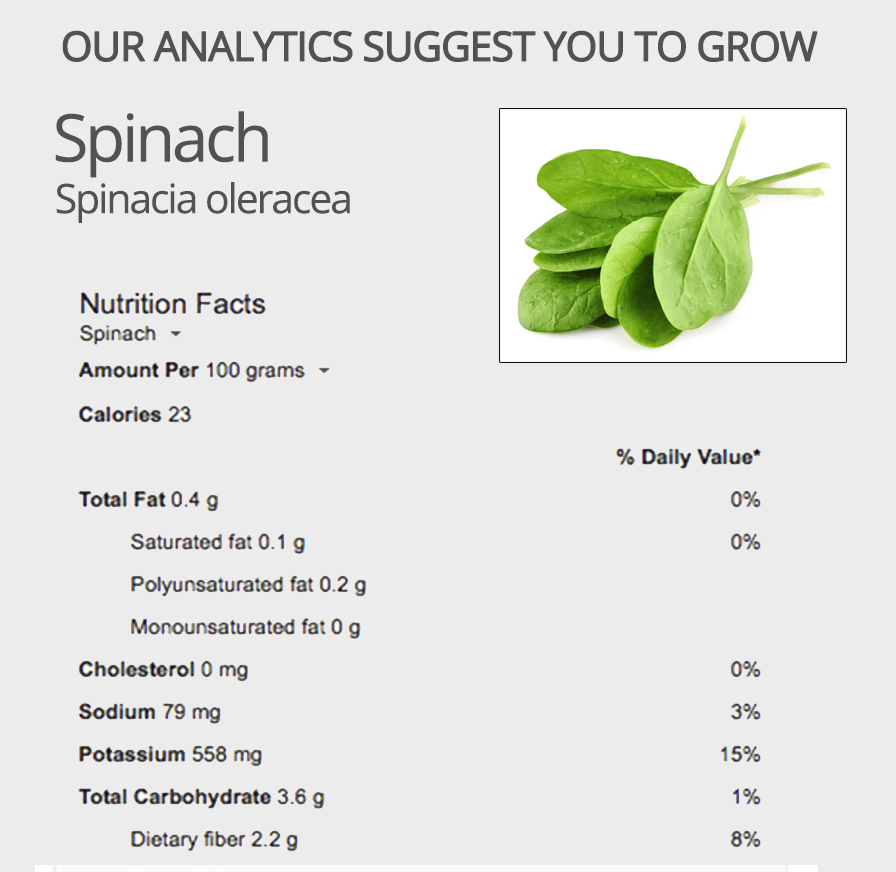 OUR ANALYTICS SUGGEST YOU TO GROW
Spinach
Spinacia oleracea
Nutrition Facts
Spinach
Amount Per 100 grams
Calories 23
% Daily Value*
Total Fat 0.4 g 0%
Saturated fat 0.1 g 0%
Polyunsaturated fat 0.2 g
Monounsaturated fat 0 g
Cholesterol 0 mg 0%
Sodium 79 mg 3%
Potassium 558 mg 15%
Total Carbohydrate 3.6 g 1%
Dietary fiber 2.2 g 8%